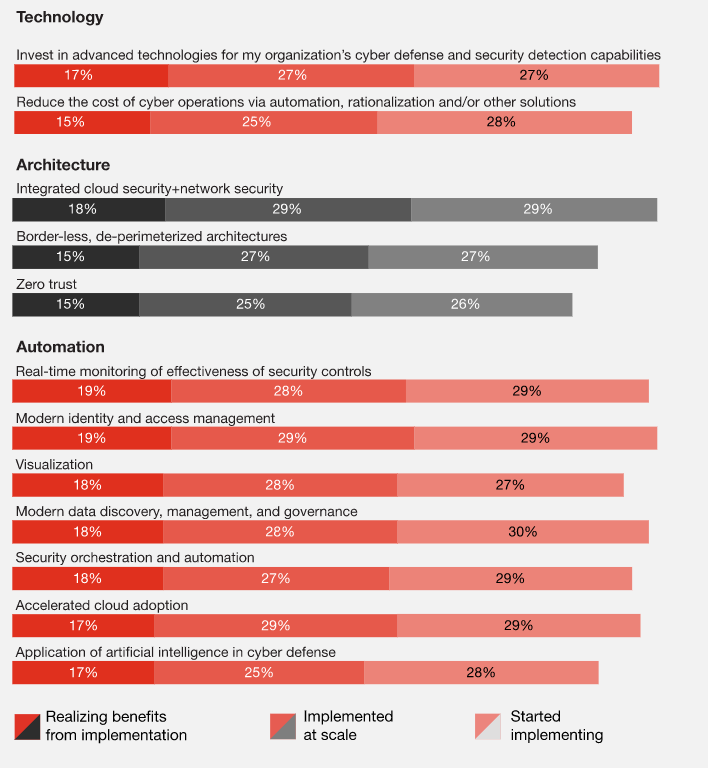 Technology
Invest in advanced technologies for my organization's cyber defense and security detection capabilities
17% 27% 27%
Reduce the cost of cyber operations via automation, rationalization and/or other solutions
15% 25% 28%
Architecture
Integrated cloud security+network security
18% 29% 29%
Border-less, de-perimeterized architectures
15% 27% 27%
Zero trust
15% 25% 26%
Automation
Real-time monitoring of effectiveness of security controls
19% 28% 29%
Modern identity and access management
19% 29% 29%
Visualization
18% 28% 27%
Modern data discovery, management, and governance
18% 28% 30%
Security orchestration and automation
18% 27% 29%
Accelerated cloud adoption
17% 29% 29%
Application of artificial intelligence in cyber defense
17% 25% 28%
Realizing benefits
from implementation
Implemented
at scale
Started
implementing